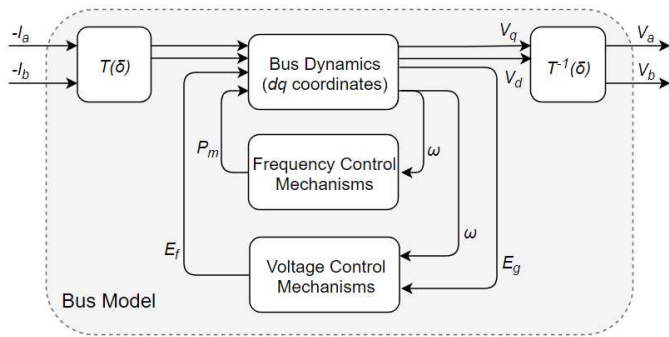 -I_a
-I_b
T(δ)
Bus Dynamics
(dq coordinates)
V_q
V_d
T⁻¹(δ)
V_a
V_b
P_m
Frequency Control
Mechanisms
ω
E_f
Voltage Control
Mechanisms
ω
E_g
Bus Model